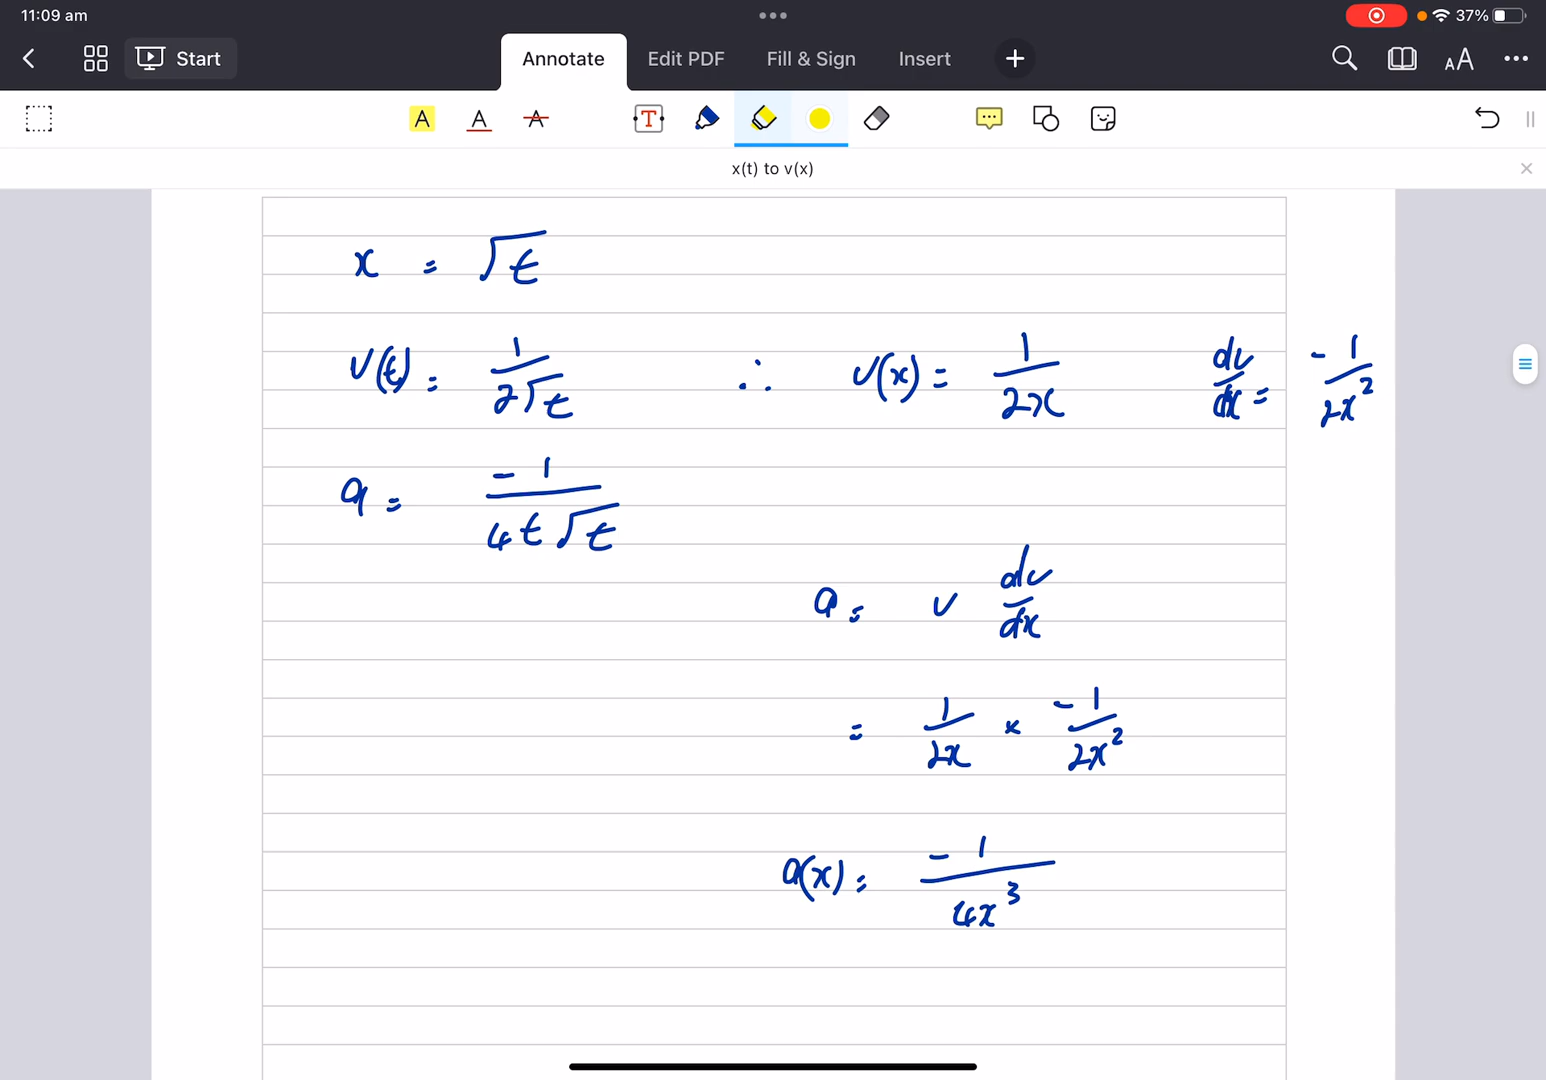 11:09 am 37%
Start Annotate Edit PDF Fill & Sign Insert
A A A T
x(t) to v(x)
x = √t
v(t) = 1/(2√t) ∴ v(x) = 1/(2x) dv/dx = -1/(2x²)
a = -1/(4t√t)
a = v dv/dx
= 1/(2x) × -1/(2x²)
a(x) = -1/(4x³)